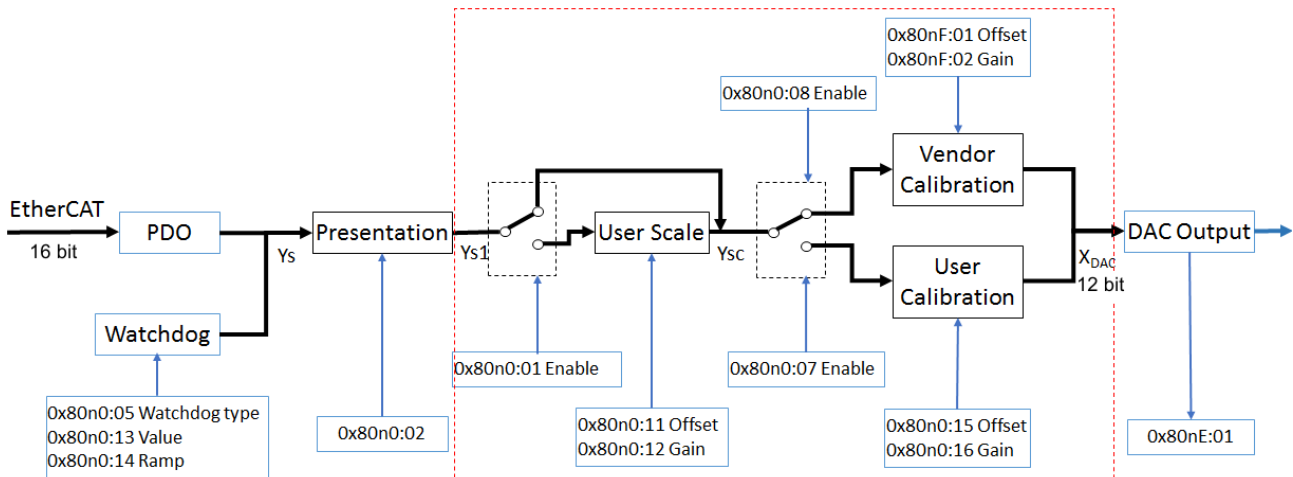 0x80nF:01 Offset
0x80nF:02 Gain
0x80n0:08 Enable
Vendor
Calibration
EtherCAT
16 bit
PDO
Ys
Presentation
Ys1
User Scale
Ysc
User
Calibration
XDAC
12 bit
DAC Output
Watchdog
0x80n0:01 Enable
0x80n0:07 Enable
0x80n0:05 Watchdog type
0x80n0:13 Value
0x80n0:14 Ramp
0x80n0:02
0x80n0:11 Offset
0x80n0:12 Gain
0x80n0:15 Offset
0x80n0:16 Gain
0x80nE:01